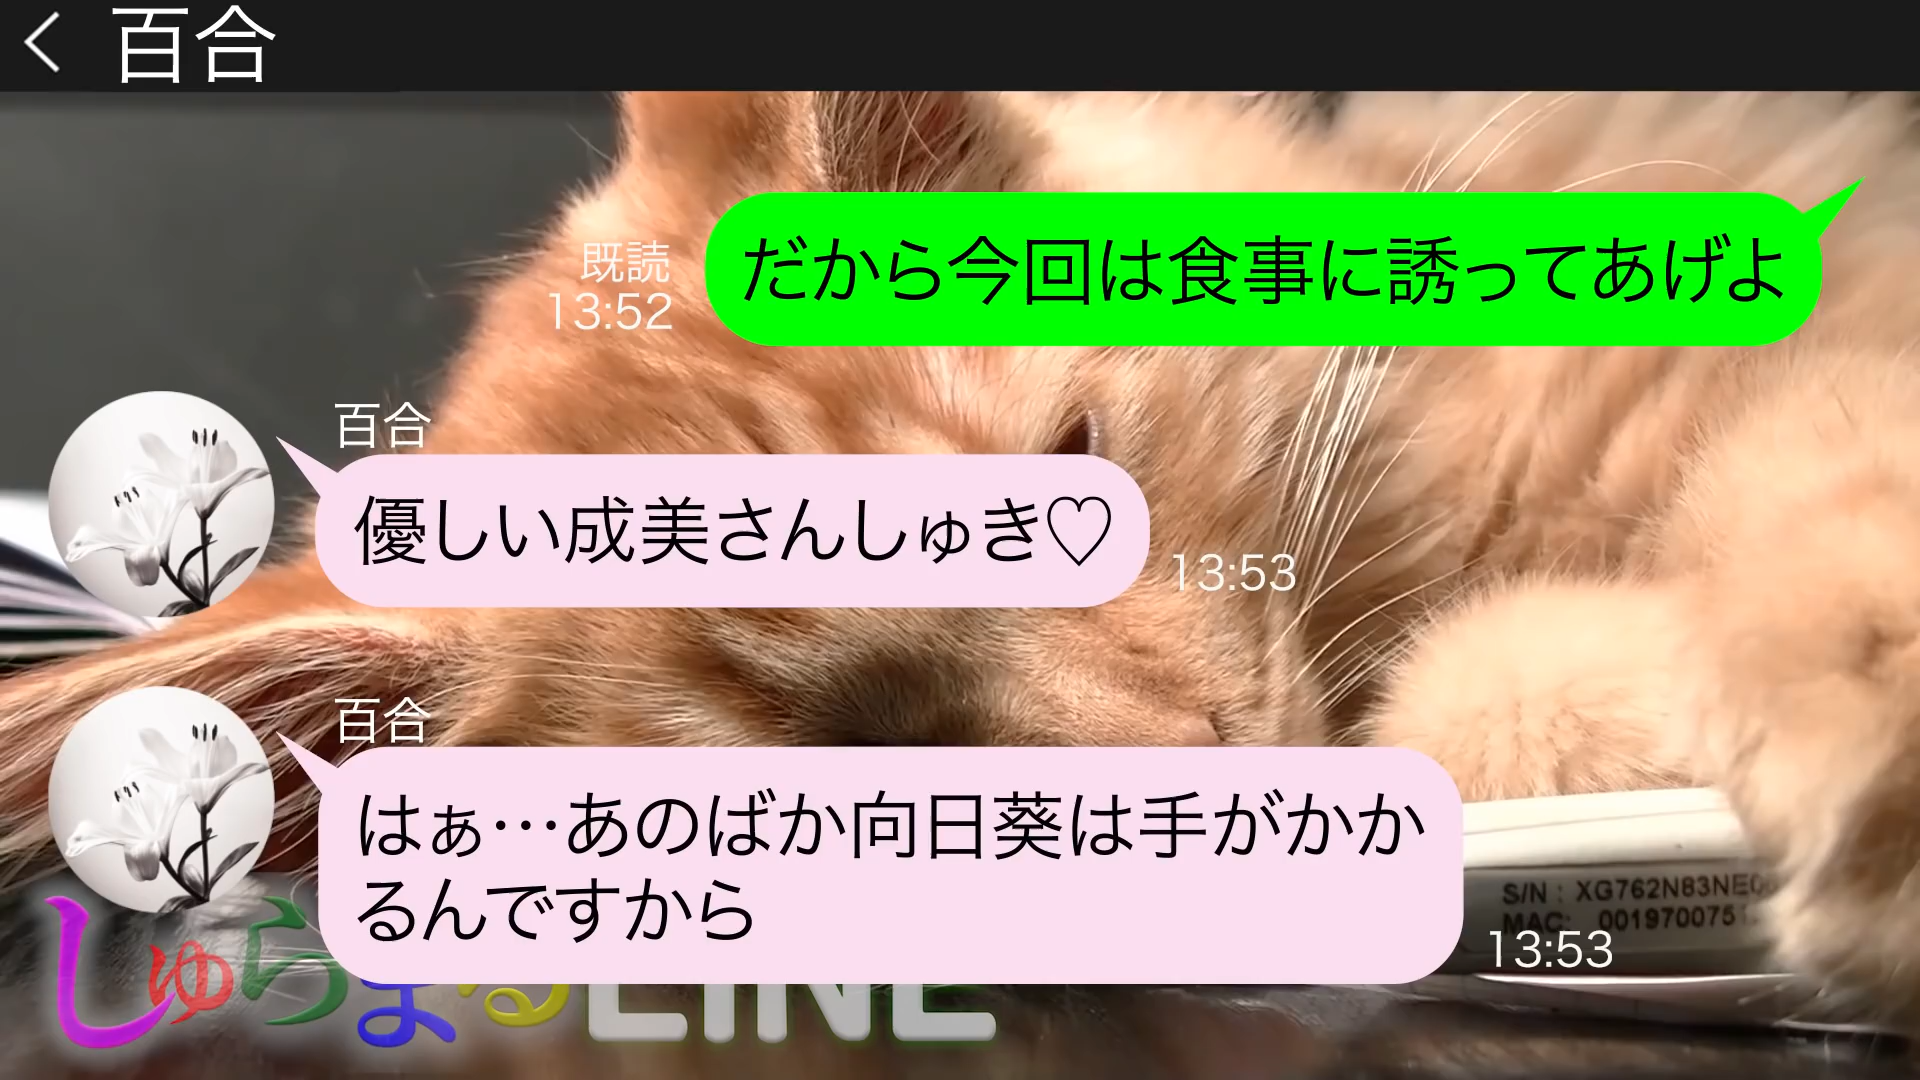 百合
だから今回は食事に誘ってあげよ
既読
13:52
百合
優しい成美さんしゅき♡
13:53
百合
はぁ…あのばか向日葵は手がかか
るんですから
13:53
S/N : XG762N83NE0
MAC: 0019700751
しゅらまるLINE